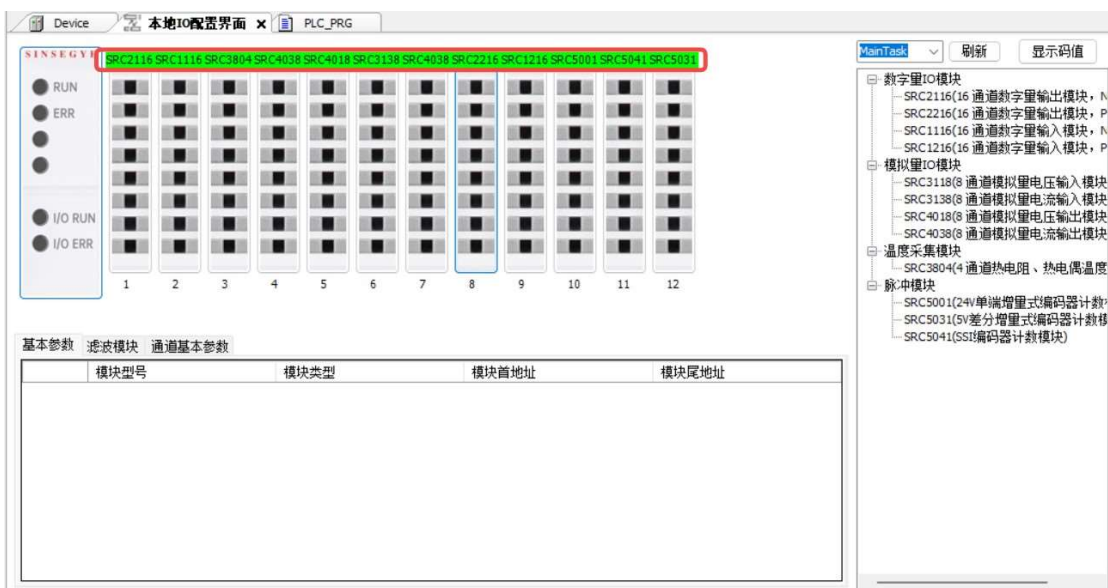 Device
本地IO配置界面
PLC_PRG
SINSEGYE
SRC2116 SRC1116 SRC3804 SRC4038 SRC4018 SRC3138 SRC4038 SRC2216 SRC1216 SRC5001 SRC5041 SRC5031
RUN
ERR
I/O RUN
I/O ERR
1 2 3 4 5 6 7 8 9 10 11 12
基本参数 滤波模块 通道基本参数
模块型号 模块类型 模块首地址 模块尾地址
MainTask 刷新 显示码值
数字量IO模块
SRC2116(16 通道数字量输出模块，N
SRC2216(16 通道数字量输出模块，P
SRC1116(16 通道数字量输入模块，N
SRC1216(16 通道数字量输入模块，P
模拟量IO模块
SRC3118(8 通道模拟量电压输入模块
SRC3138(8 通道模拟量电流输入模块
SRC4018(8 通道模拟量电压输出模块
SRC4038(8 通道模拟量电流输出模块
温度采集模块
SRC3804(4 通道热电阻、热电偶温度
脉冲模块
SRC5001(24V单端增量式编码器计数
SRC5031(5V差分增量式编码器计数模
SRC5041(SSI编码器计数模块)